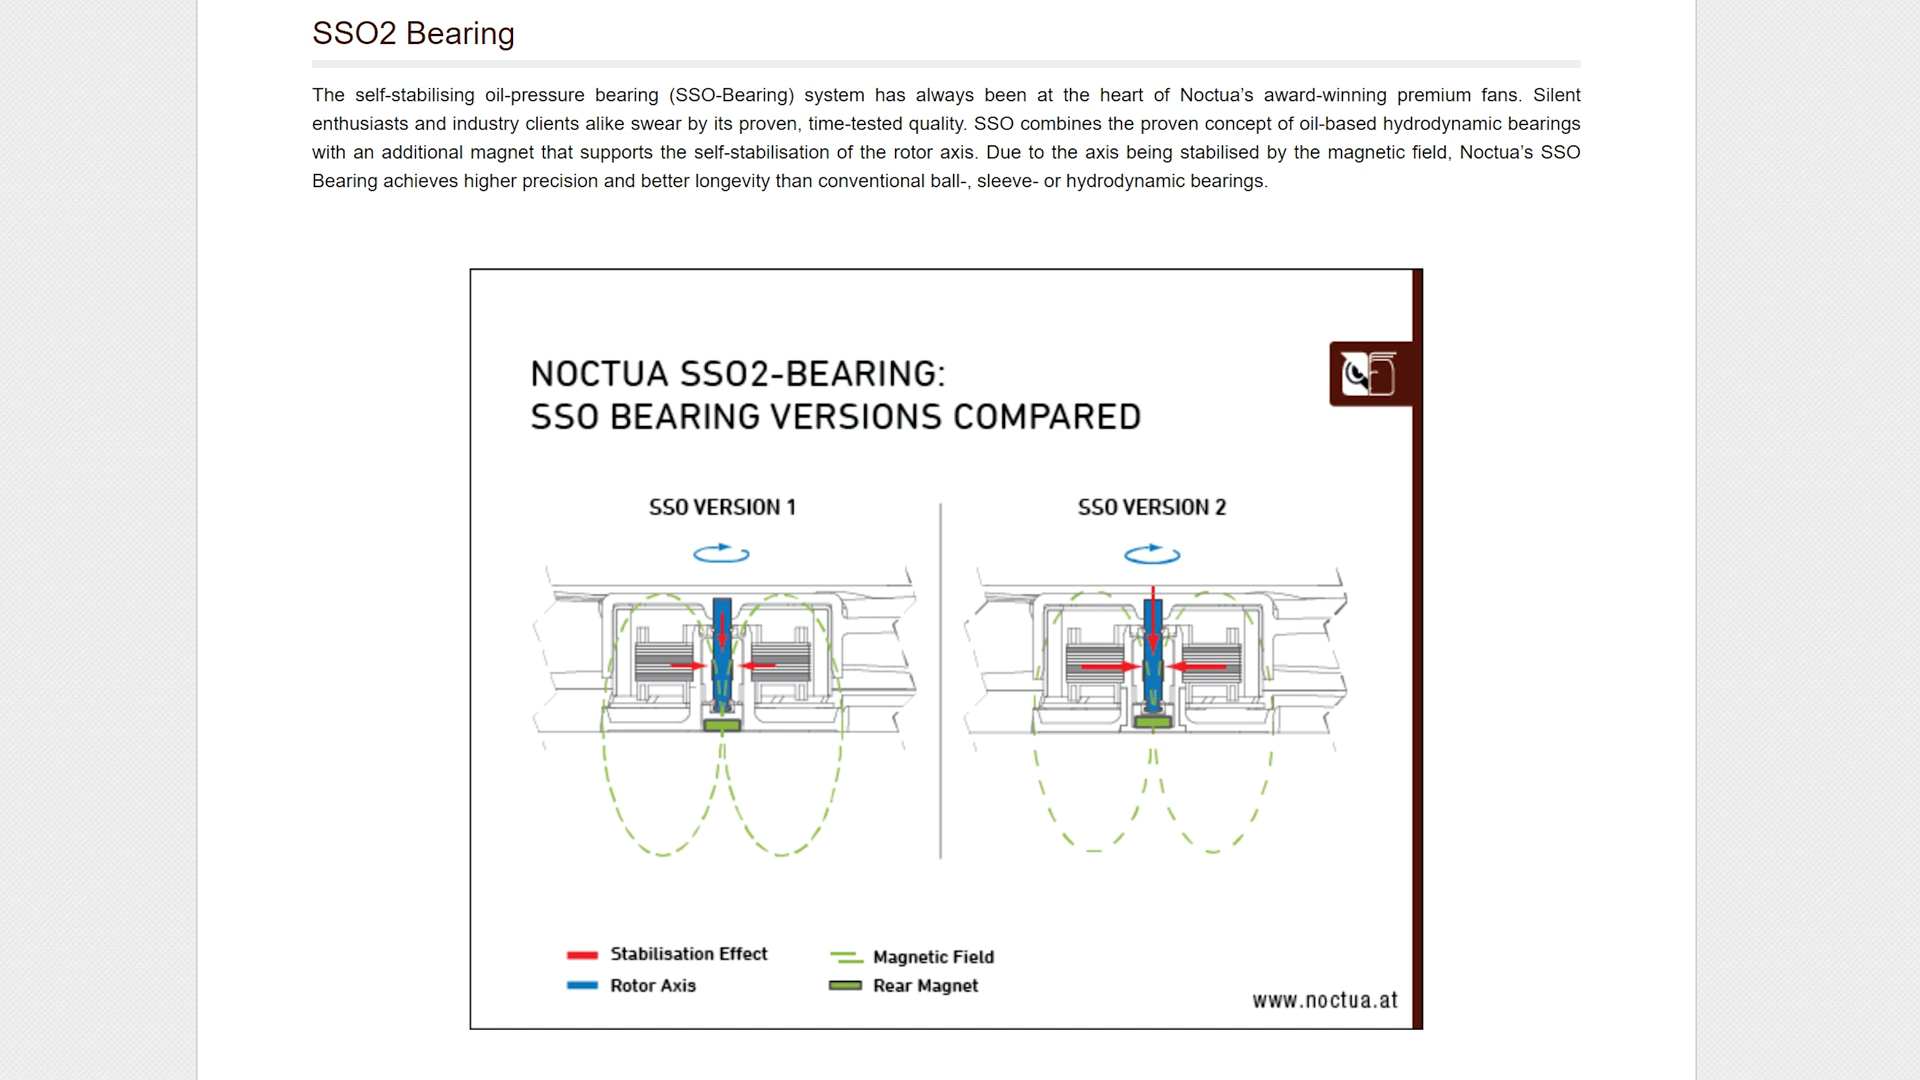 SSO2 Bearing
The self-stabilising oil-pressure bearing (SSO-Bearing) system has always been at the heart of Noctua’s award-winning premium fans. Silent
enthusiasts and industry clients alike swear by its proven, time-tested quality. SSO combines the proven concept of oil-based hydrodynamic bearings
with an additional magnet that supports the self-stabilisation of the rotor axis. Due to the axis being stabilised by the magnetic field, Noctua’s SSO
Bearing achieves higher precision and better longevity than conventional ball-, sleeve- or hydrodynamic bearings.
NOCTUA SSO2-BEARING:
SSO BEARING VERSIONS COMPARED
SSO VERSION 1
SSO VERSION 2
Stabilisation Effect
Rotor Axis
Magnetic Field
Rear Magnet
www.noctua.at